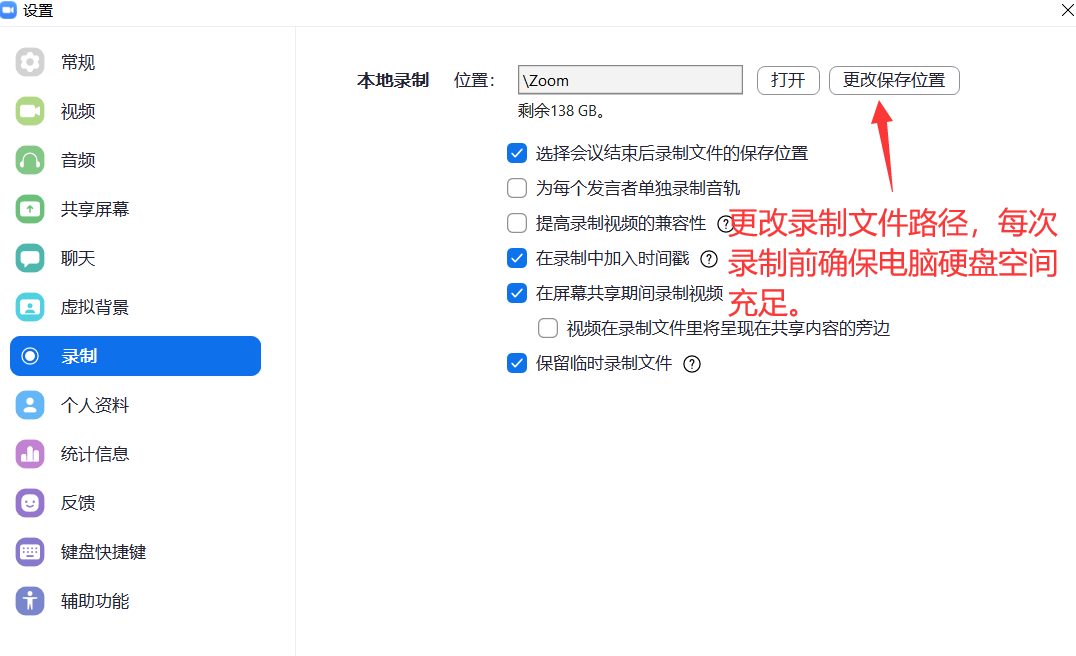 设置
常规
视频
音频
共享屏幕
聊天
虚拟背景
录制
个人资料
统计信息
反馈
键盘快捷键
辅助功能
本地录制 位置： \Zoom 打开 更改保存位置
剩余138 GB。
选择会议结束后录制文件的保存位置
为每个发言者单独录制音轨
提高录制视频的兼容性 ?
在录制中加入时间戳 ?
在屏幕共享期间录制视频
视频在录制文件里将呈现在共享内容的旁边
保留临时录制文件 ?
更改录制文件路径，每次
录制前确保电脑硬盘空间
充足。